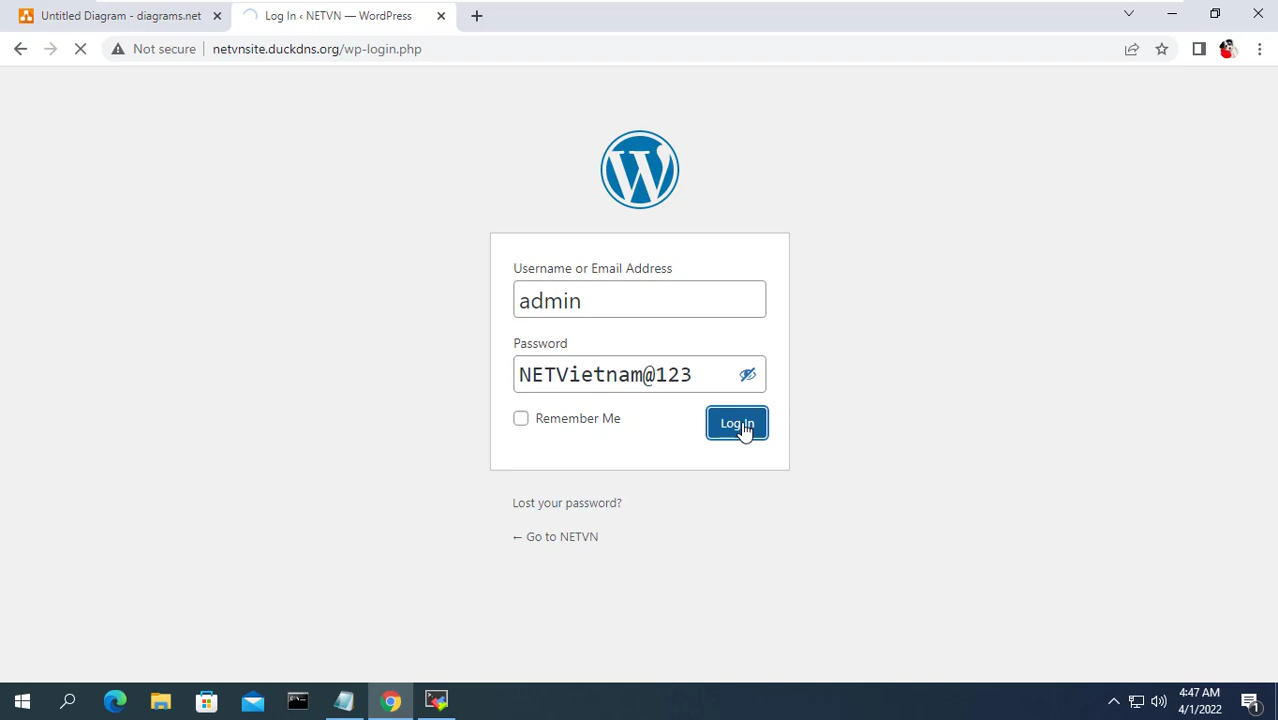 Untitled Diagram - diagrams.net
Log In ‹ NETVN — WordPress
Not secure
netvnsite.duckdns.org/wp-login.php
Username or Email Address
admin
Password
NETVietnam@123
Remember Me
Log In
Lost your password?
← Go to NETVN
4:47 AM
4/1/2022
1